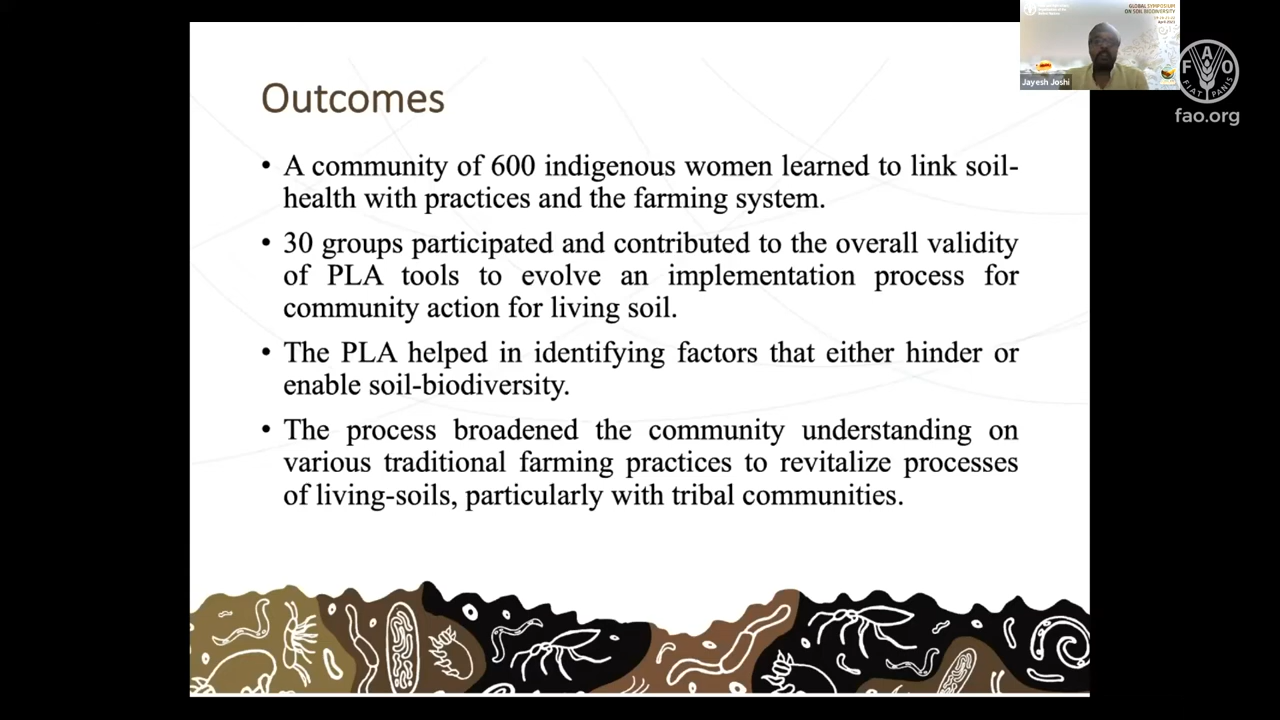 Outcomes
• A community of 600 indigenous women learned to link soil-
health with practices and the farming system.
• 30 groups participated and contributed to the overall validity
of PLA tools to evolve an implementation process for
community action for living soil.
• The PLA helped in identifying factors that either hinder or
enable soil-biodiversity.
• The process broadened the community understanding on
various traditional farming practices to revitalize processes
of living-soils, particularly with tribal communities.
GLOBAL SYMPOSIUM
ON SOIL BIODIVERSITY
Jayesh Joshi
F A O
FIAT PANIS
fao.org